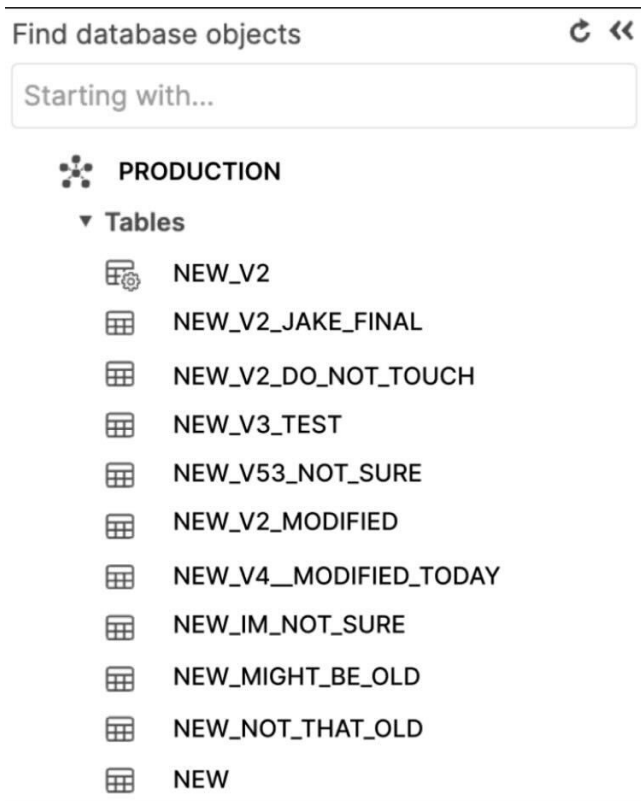 Find database objects
Starting with...
PRODUCTION
Tables
NEW_V2
NEW_V2_JAKE_FINAL
NEW_V2_DO_NOT_TOUCH
NEW_V3_TEST
NEW_V53_NOT_SURE
NEW_V2_MODIFIED
NEW_V4__MODIFIED_TODAY
NEW_IM_NOT_SURE
NEW_MIGHT_BE_OLD
NEW_NOT_THAT_OLD
NEW